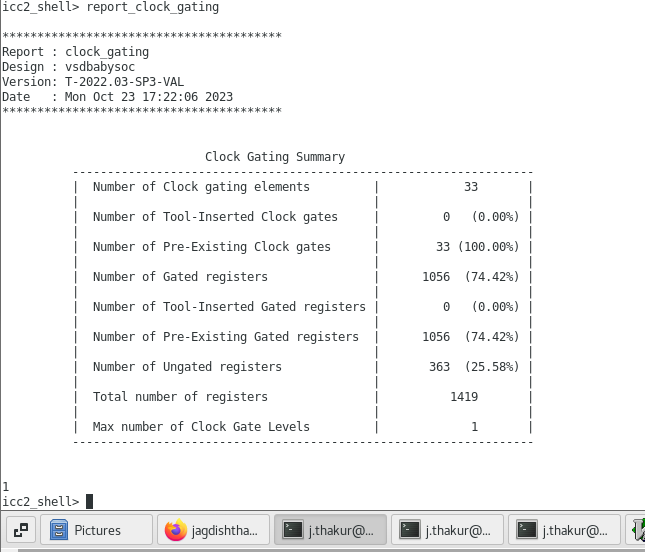 icc2_shell> report_clock_gating
****************************************
Report : clock_gating
Design : vsdbabysoc
Version: T-2022.03-SP3-VAL
Date   : Mon Oct 23 17:22:06 2023
****************************************
Clock Gating Summary
------------------------------------------------------------------
| Number of Clock gating elements | 33 |
| Number of Tool-Inserted Clock gates | 0 (0.00%) |
| Number of Pre-Existing Clock gates | 33 (100.00%) |
| Number of Gated registers | 1056 (74.42%) |
| Number of Tool-Inserted Gated registers | 0 (0.00%) |
| Number of Pre-Existing Gated registers | 1056 (74.42%) |
| Number of Ungated registers | 363 (25.58%) |
| Total number of registers | 1419 |
| Max number of Clock Gate Levels | 1 |
------------------------------------------------------------------
1
icc2_shell>
Pictures jagdishtha... j.thakur@... j.thakur@... j.thakur@...